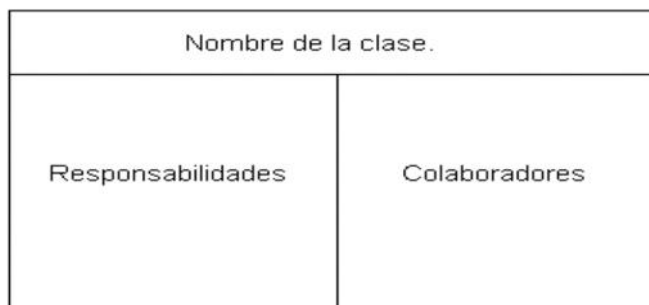 Nombre de la clase.
Responsabilidades
Colaboradores